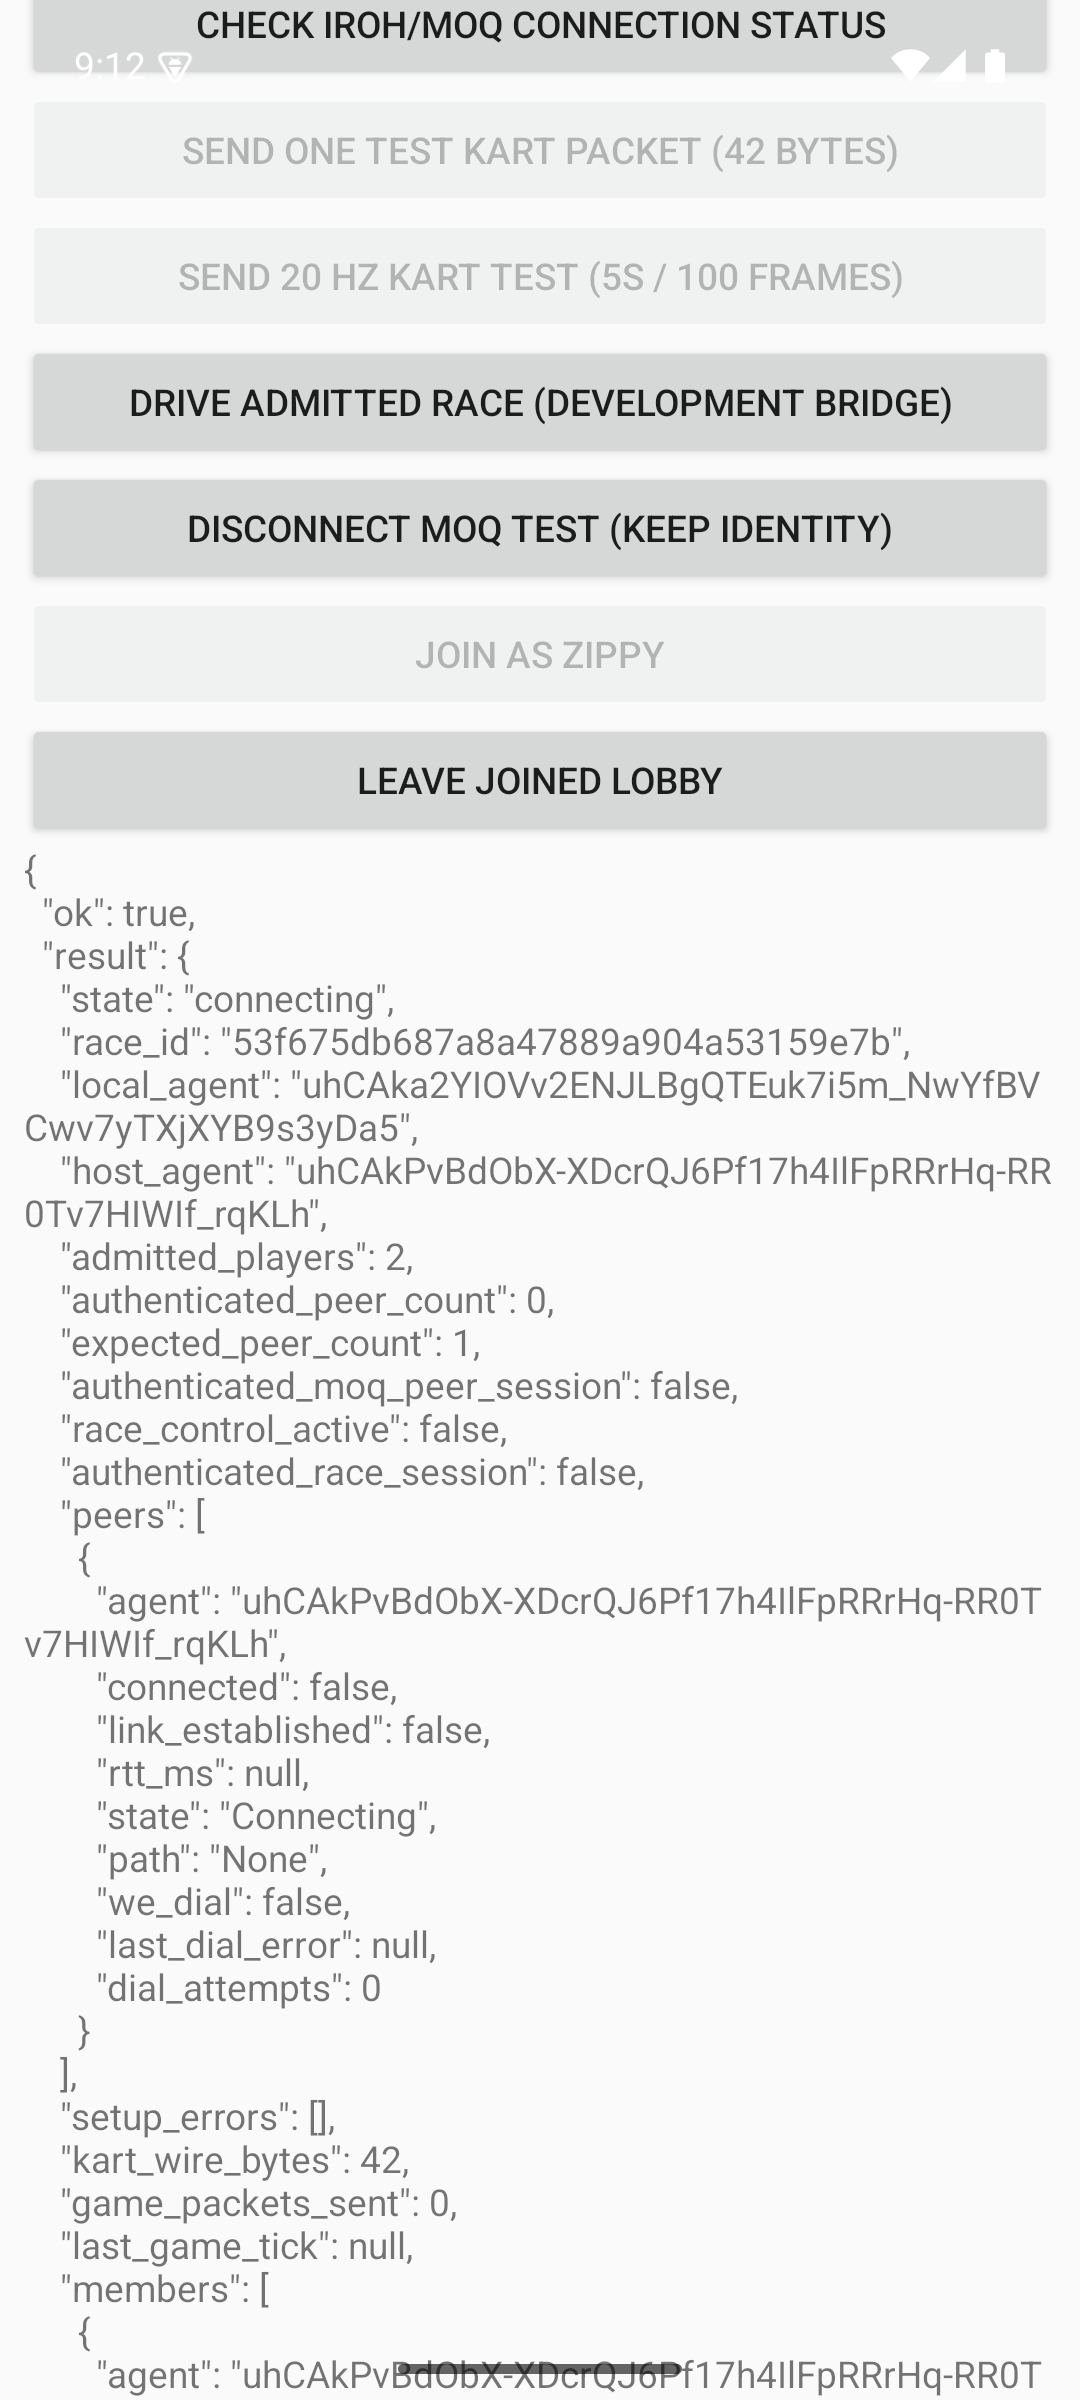 CHECK IROH/MOQ CONNECTION STATUS
9:12
SEND ONE TEST KART PACKET (42 BYTES)
SEND 20 HZ KART TEST (5S / 100 FRAMES)
DRIVE ADMITTED RACE (DEVELOPMENT BRIDGE)
DISCONNECT MOQ TEST (KEEP IDENTITY)
JOIN AS ZIPPY
LEAVE JOINED LOBBY
{
"ok": true,
"result": {
"state": "connecting",
"race_id": "53f675db687a8a47889a904a53159e7b",
"local_agent": "uhCAka2YIOVv2ENJLBgQTEuk7i5m_NwYfBV
Cwv7yTXjXYB9s3yDa5",
"host_agent": "uhCAkPvBdObX-XDcrQJ6Pf17h4IlFpRRrHq-RR
0Tv7HIWIf_rqKLh",
"admitted_players": 2,
"authenticated_peer_count": 0,
"expected_peer_count": 1,
"authenticated_moq_peer_session": false,
"race_control_active": false,
"authenticated_race_session": false,
"peers": [
{
"agent": "uhCAkPvBdObX-XDcrQJ6Pf17h4IlFpRRrHq-RR0T
v7HIWIf_rqKLh",
"connected": false,
"link_established": false,
"rtt_ms": null,
"state": "Connecting",
"path": "None",
"we_dial": false,
"last_dial_error": null,
"dial_attempts": 0
}
],
"setup_errors": [],
"kart_wire_bytes": 42,
"game_packets_sent": 0,
"last_game_tick": null,
"members": [
{
"agent": "uhCAkPvBdObX-XDcrQJ6Pf17h4IlFpRRrHq-RR0T